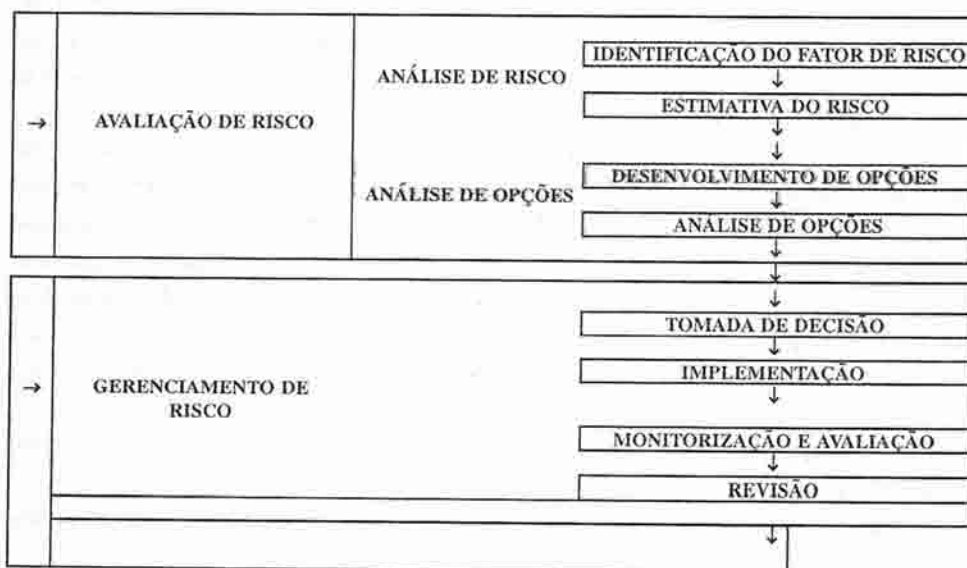 IDENTIFICAÇÃO DO FATOR DE RISCO
ANÁLISE DE RISCO
↓
→ AVALIAÇÃO DE RISCO
ESTIMATIVA DO RISCO
↓
↓
DESENVOLVIMENTO DE OPÇÕES
ANÁLISE DE OPÇÕES
↓
ANÁLISE DE OPÇÕES
↓
↓
↓
TOMADA DE DECISÃO
↓
→ GERENCIAMENTO DE
RISCO
IMPLEMENTAÇÃO
↓
MONITORIZAÇÃO E AVALIAÇÃO
↓
REVISÃO
↓